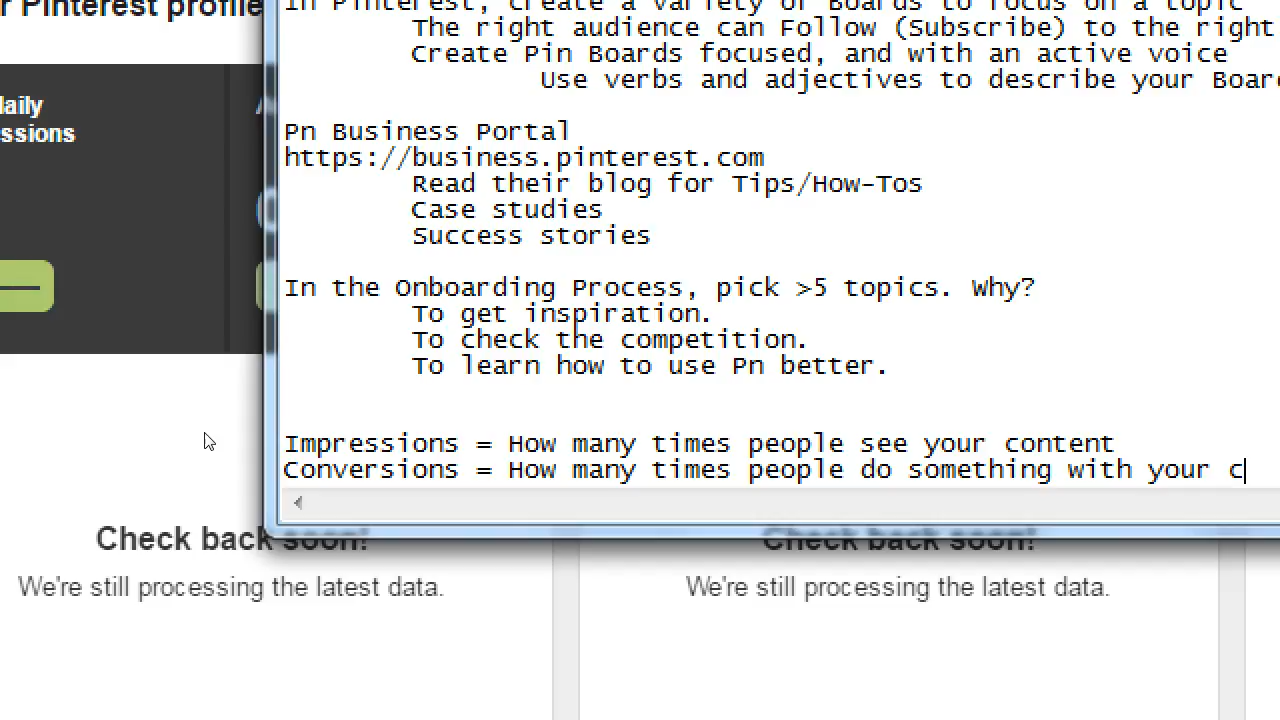 r Pinterest profile
In Pinterest, create a variety of Boards to focus on a topic
The right audience can Follow (Subscribe) to the right
Create Pin Boards focused, and with an active voice
Use verbs and adjectives to describe your Boar
daily
ssions
Pn Business Portal
https://business.pinterest.com
Read their blog for Tips/How-Tos
Case studies
Success stories
In the Onboarding Process, pick >5 topics. Why?
To get inspiration.
To check the competition.
To learn how to use Pn better.
Impressions = How many times people see your content
Conversions = How many times people do something with your c
Check back soon!
We're still processing the latest data.
Check back soon!
We're still processing the latest data.